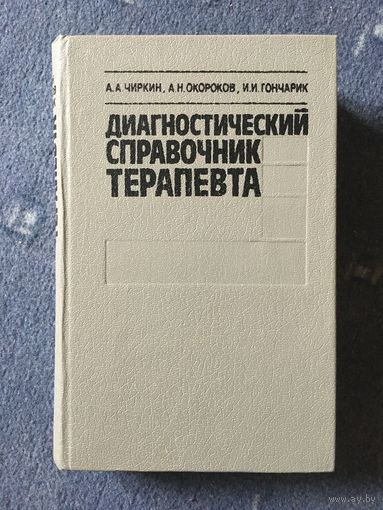 А. А. ЧИРКИН, А. Н. ОКОРОКОВ, И. И. ГОНЧАРИК
ДИАГНОСТИЧЕСКИЙ
СПРАВОЧНИК
ТЕРАПЕВТА
www.ay.by